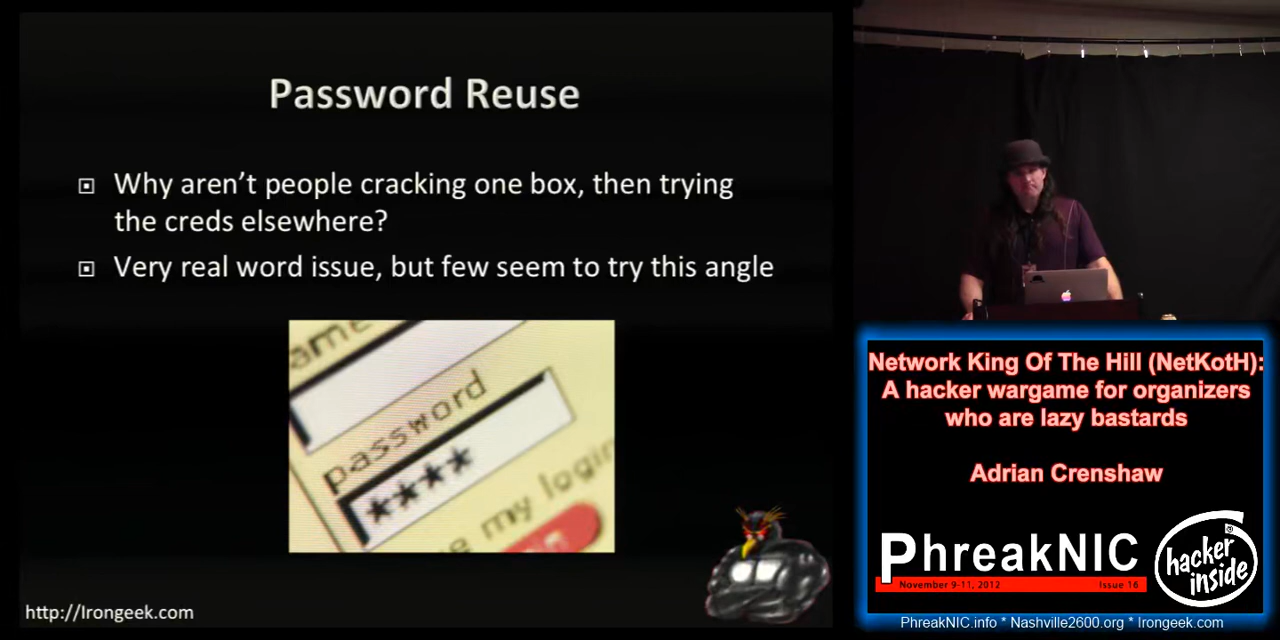 Password Reuse
Why aren't people cracking one box, then trying
the creds elsewhere?
Very real word issue, but few seem to try this angle
ame
password
****
e my login
http://Irongeek.com
Network King Of The Hill (NetKotH):
A hacker wargame for organizers
who are lazy bastards
Adrian Crenshaw
PhreakNIC
November 9-11, 2012
Issue 16
hacker
inside
PhreakNIC.info * Nashville2600.org * Irongeek.com